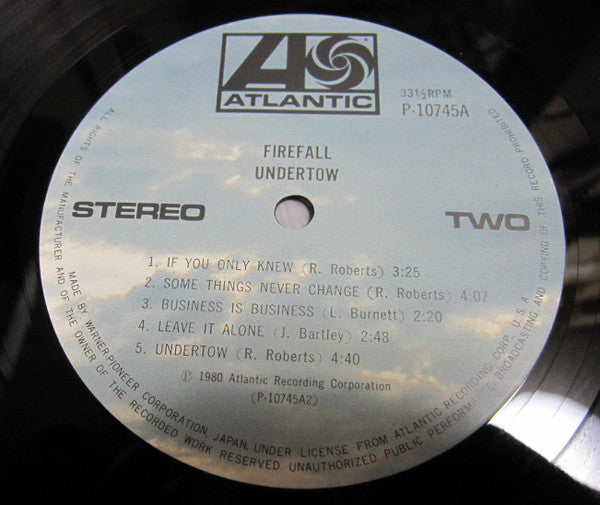 ATLANTIC
33 1/3 RPM
P-10745A
FIREFALL
UNDERTOW
STEREO
TWO
1. IF YOU ONLY KNEW (R. Roberts) 3:25
2. SOME THINGS NEVER CHANGE (R. Roberts) 4:07
3. BUSINESS IS BUSINESS (L. Burnett) 2:20
4. LEAVE IT ALONE (J. Bartley) 2:48
5. UNDERTOW (R. Roberts) 4:40
℗ 1980 Atlantic Recording Corporation
(P-10745A2)
MADE BY WARNER-PIONEER CORPORATION JAPAN, UNDER LICENSE FROM ATLANTIC RECORDING CORP., U.S.A.
ALL RIGHTS OF THE MANUFACTURER AND OF THE OWNER OF THE RECORDED WORK RESERVED. UNAUTHORIZED PUBLIC PERFORMANCE, BROADCASTING AND COPYING OF THIS RECORD PROHIBITED